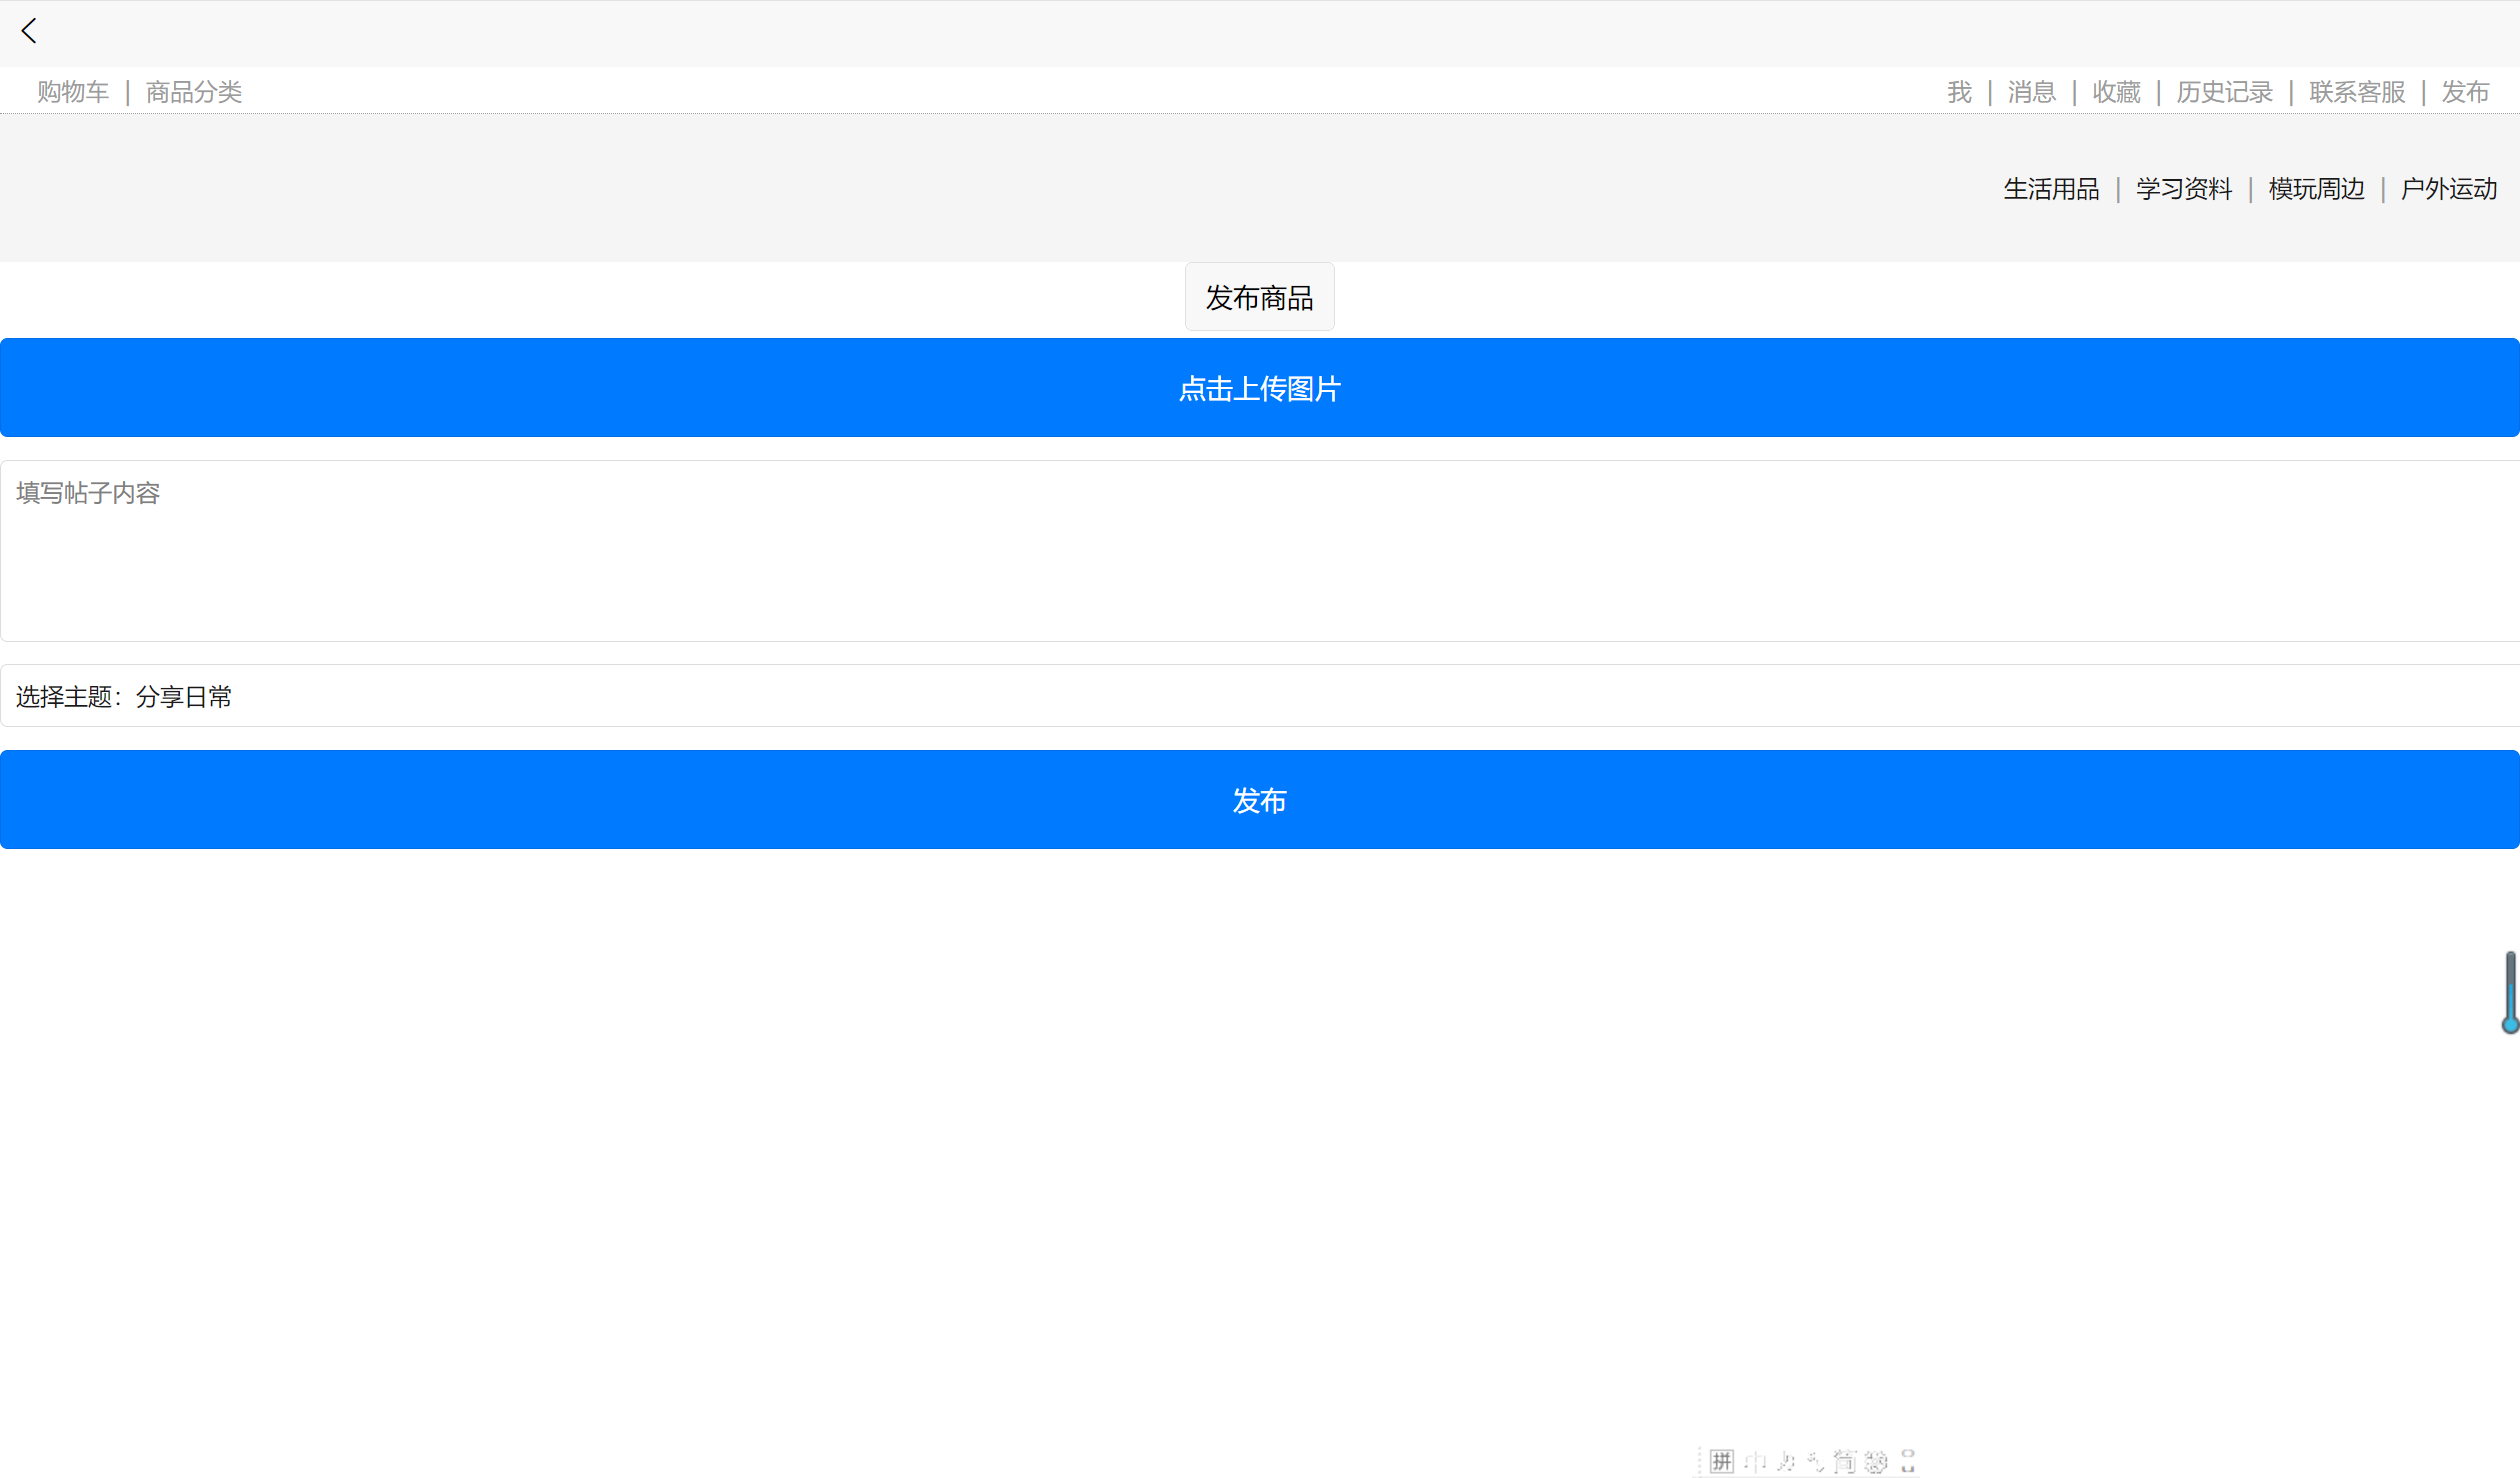 购物车 | 商品分类
我 | 消息 | 收藏 | 历史记录 | 联系客服 | 发布
生活用品 | 学习资料 | 模玩周边 | 户外运动
发布商品
点击上传图片
填写帖子内容
选择主题：分享日常
发布
拼 中 简